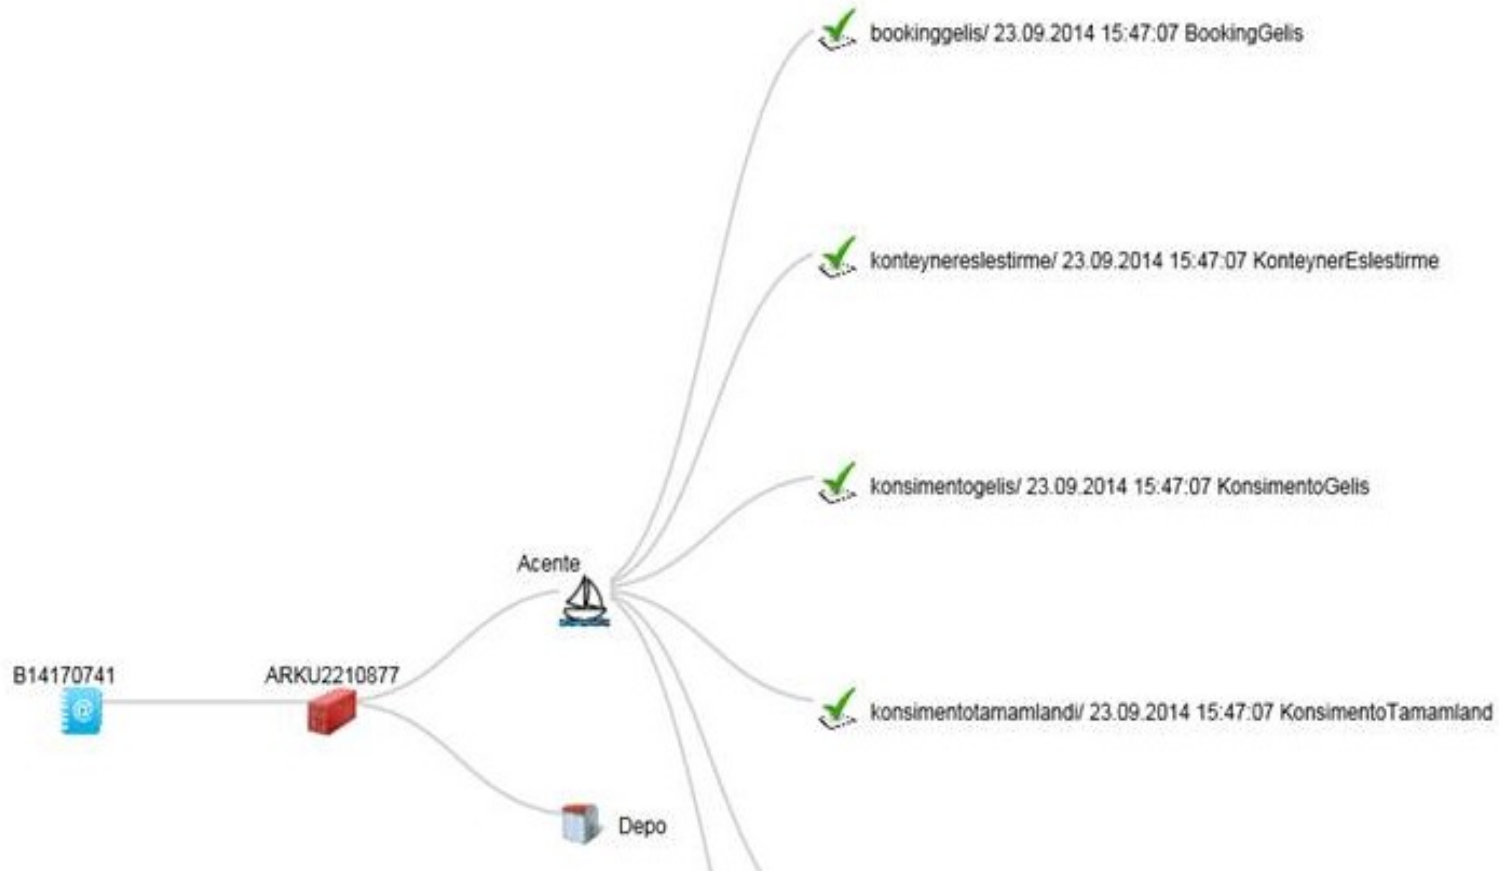 bookinggelis/ 23.09.2014 15:47:07 BookingGelis
konteynereslestirme/ 23.09.2014 15:47:07 KonteynerEslestirme
konsimentogelis/ 23.09.2014 15:47:07 KonsimentoGelis
Acente
B14170741
ARKU2210877
konsimentotamamlandi/ 23.09.2014 15:47:07 KonsimentoTamamland
Depo